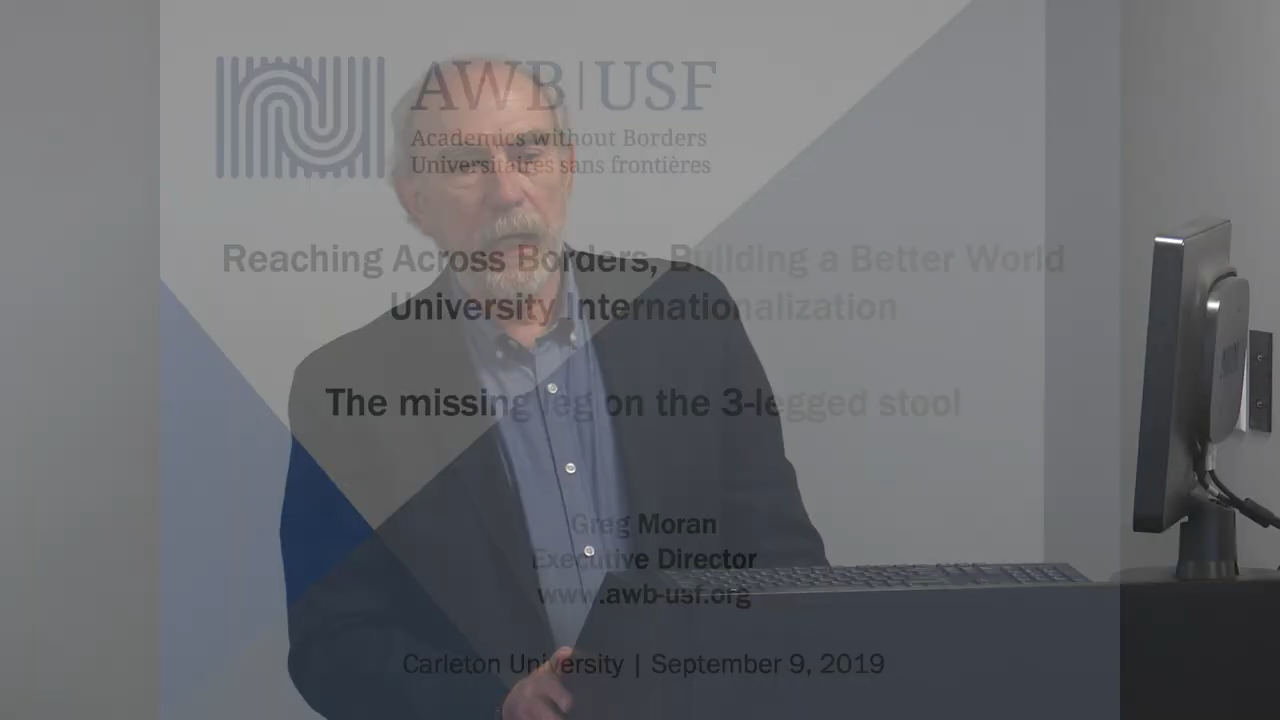 AWB|USF
Academics without Borders
Universitaires sans frontières
Reaching Across Borders, Building a Better World
University Internationalization
The missing leg on the 3-legged stool
Greg Moran
Executive Director
www.awb-usf.org
Carleton University | September 9, 2019